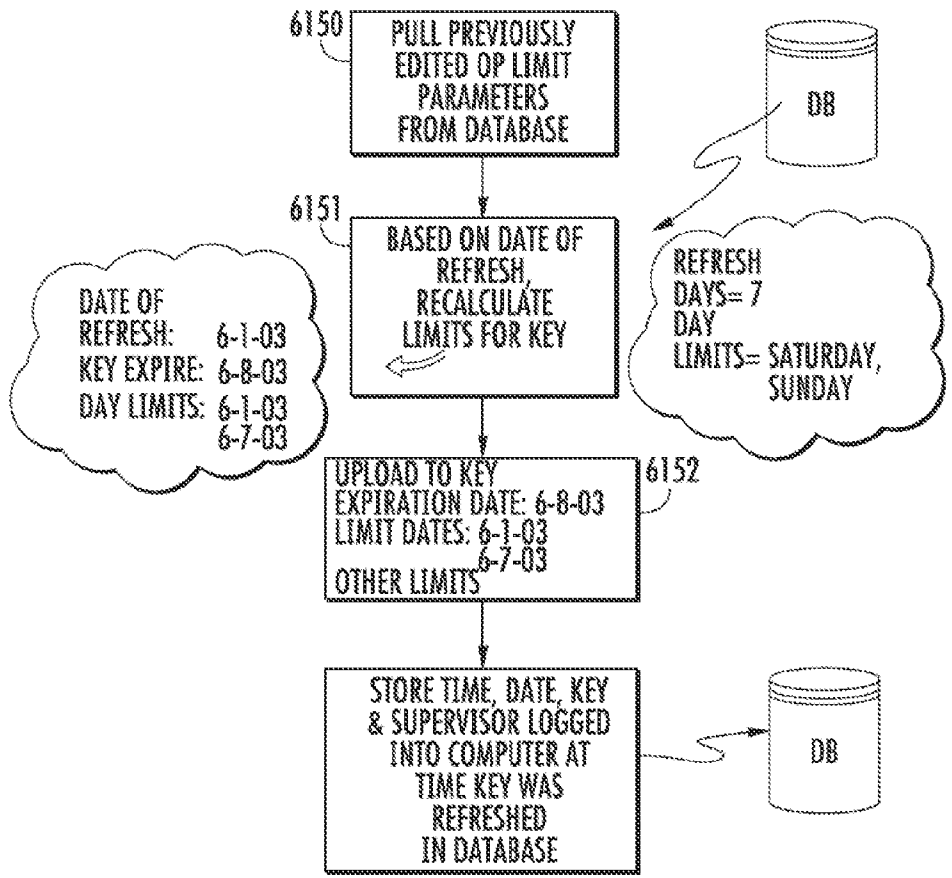 6150
PULL PREVIOUSLY
EDITED OP LIMIT
PARAMETERS
FROM DATABASE
DB
6151
BASED ON DATE OF
REFRESH,
RECALCULATE
LIMITS FOR KEY
REFRESH
DAYS= 7
DAY
LIMITS= SATURDAY,
SUNDAY
DATE OF
REFRESH: 6-1-03
KEY EXPIRE: 6-8-03
DAY LIMITS: 6-1-03
6-7-03
6152
UPLOAD TO KEY
EXPIRATION DATE: 6-8-03
LIMIT DATES: 6-1-03
6-7-03
OTHER LIMITS
STORE TIME, DATE, KEY
& SUPERVISOR LOGGED
INTO COMPUTER AT
TIME KEY WAS
REFRESHED
IN DATABASE
DB